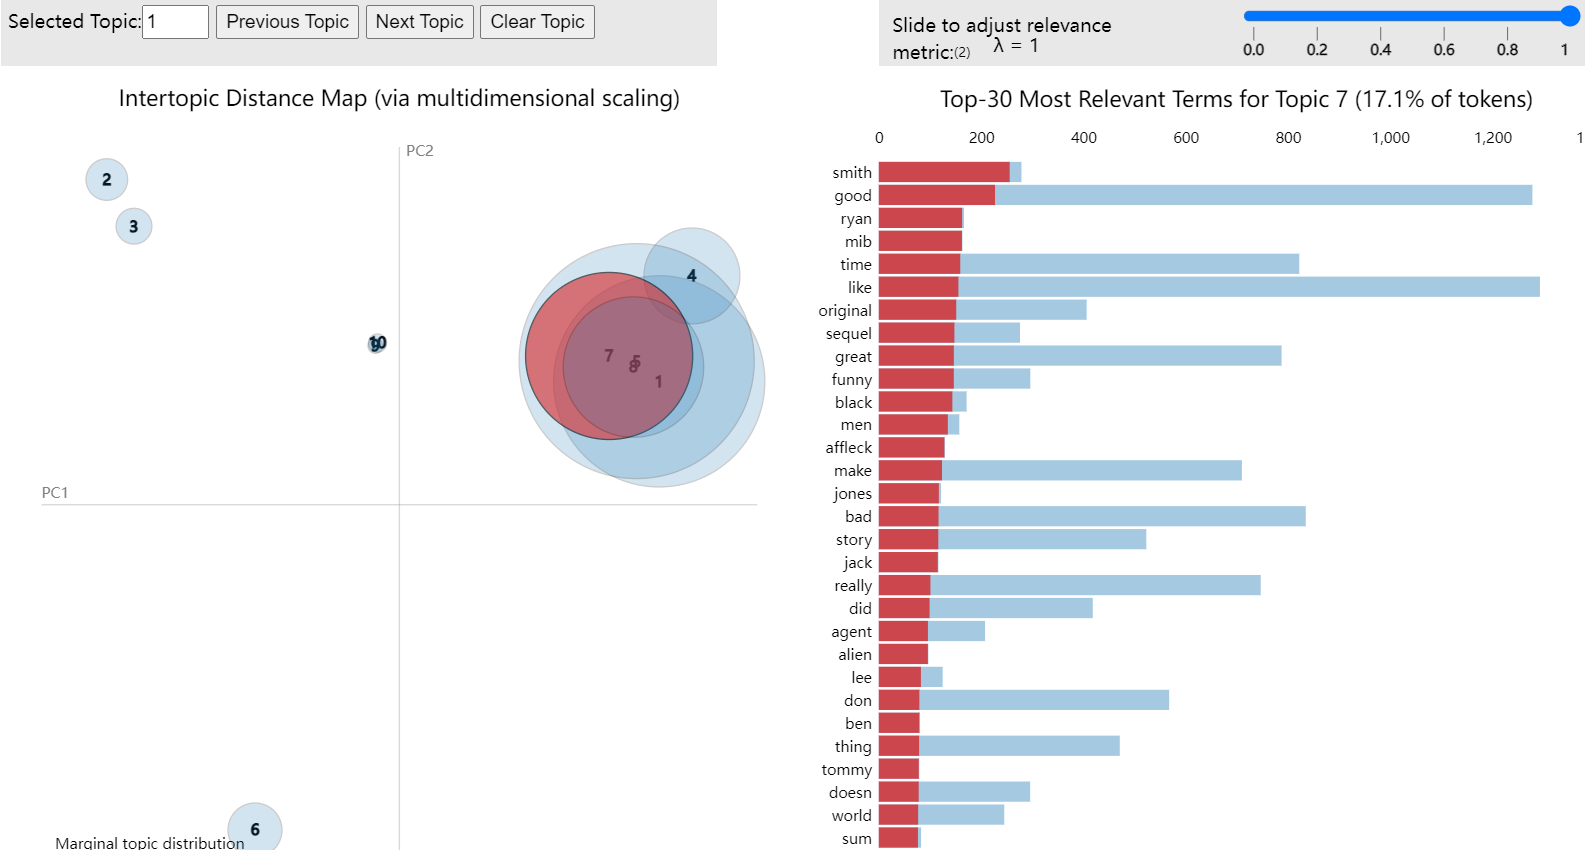 Selected Topic: 1 Previous Topic Next Topic Clear Topic
Slide to adjust relevance
metric:(2) λ = 1
0.0 0.2 0.4 0.6 0.8 1
Intertopic Distance Map (via multidimensional scaling)
PC2
PC1
2
3
4
10
9
7
5
8
1
6
Marginal topic distribution
Top-30 Most Relevant Terms for Topic 7 (17.1% of tokens)
0 200 400 600 800 1,000 1,200 1
smith
good
ryan
mib
time
like
original
sequel
great
funny
black
men
affleck
make
jones
bad
story
jack
really
did
agent
alien
lee
don
ben
thing
tommy
doesn
world
sum